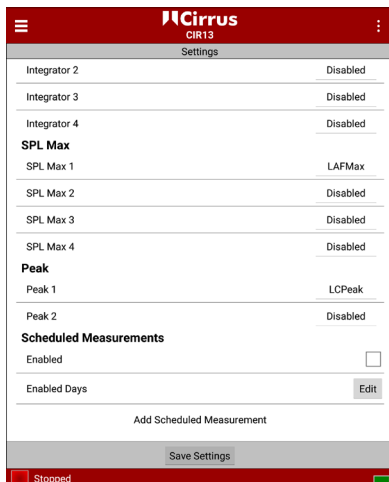 Cirrus
CIR13
Settings
Integrator 2 Disabled
Integrator 3 Disabled
Integrator 4 Disabled
SPL Max
SPL Max 1 LAFMax
SPL Max 2 Disabled
SPL Max 3 Disabled
SPL Max 4 Disabled
Peak
Peak 1 LCPeak
Peak 2 Disabled
Scheduled Measurements
Enabled
Enabled Days Edit
Add Scheduled Measurement
Save Settings
Stopped